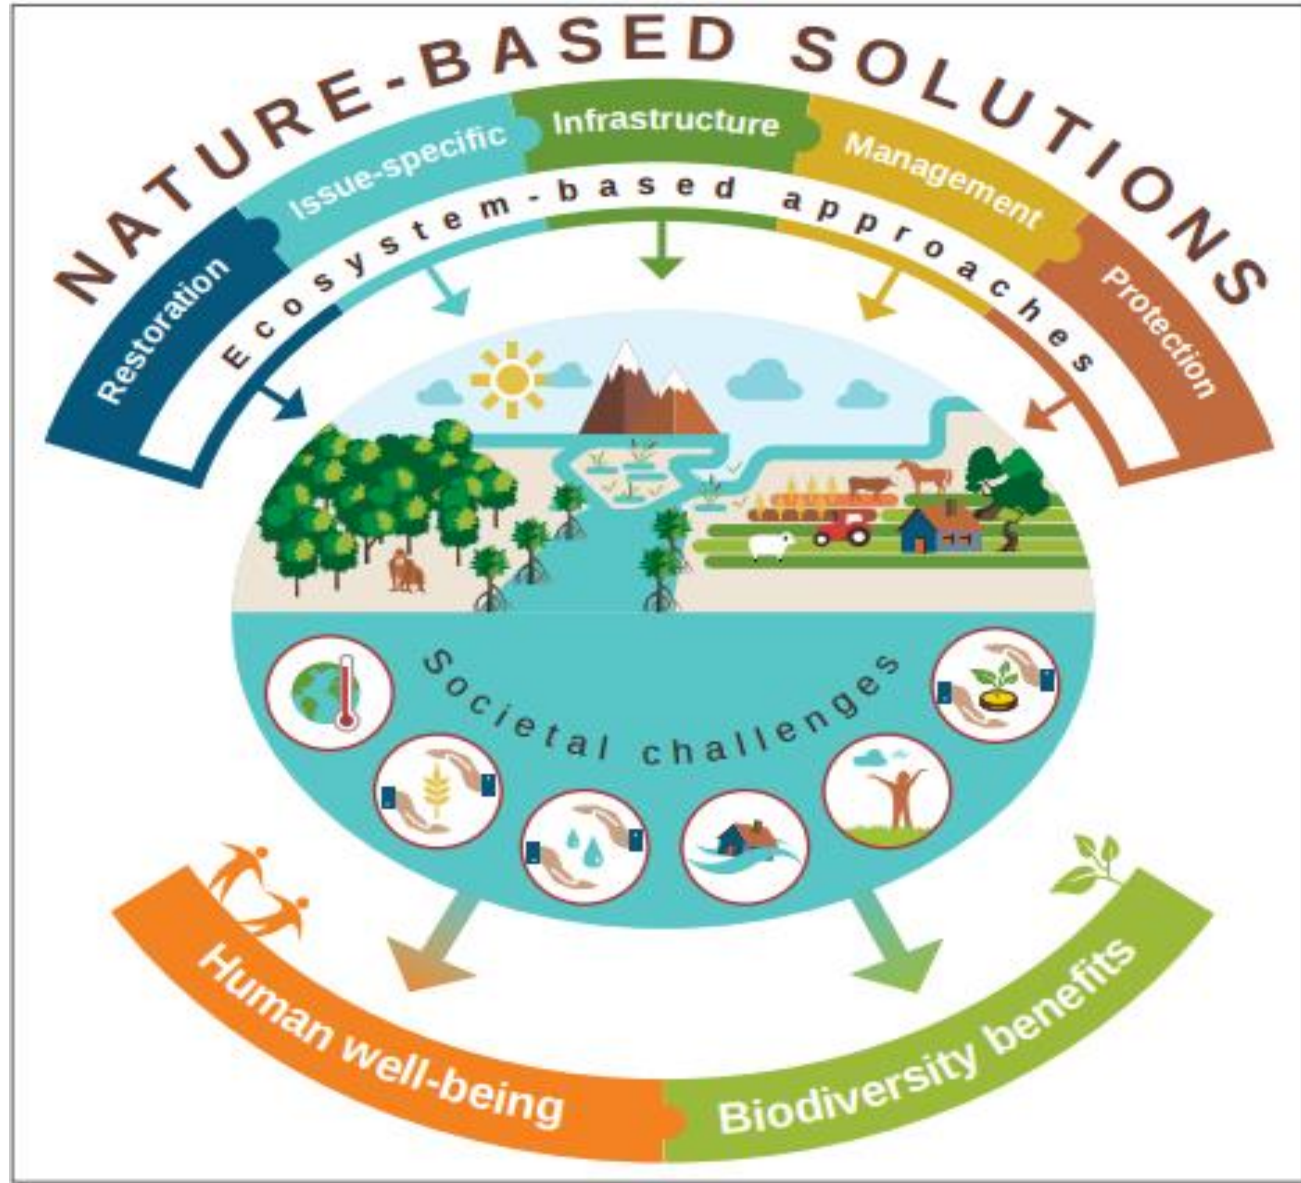 NATURE-BASED SOLUTIONS
Restoration
Issue-specific
Infrastructure
Management
Protection
Ecosystem-based approaches
Societal challenges
Human well-being
Biodiversity benefits